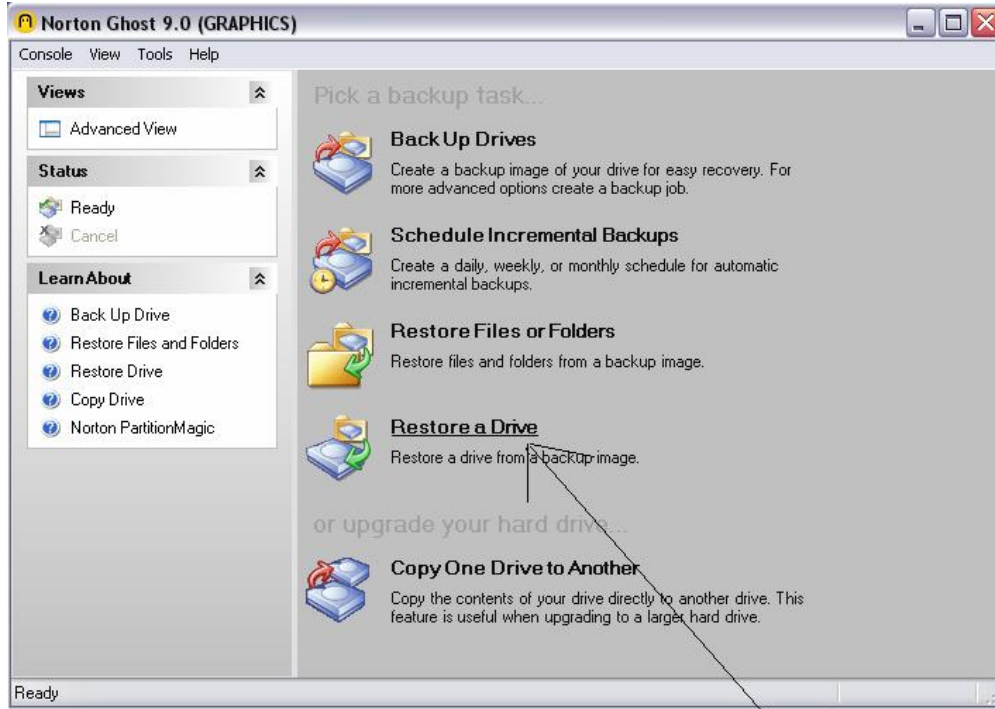 Norton Ghost 9.0 (GRAPHICS)
Console View Tools Help
Views
Advanced View
Status
Ready
Cancel
Learn About
Back Up Drive
Restore Files and Folders
Restore Drive
Copy Drive
Norton PartitionMagic
Pick a backup task...
Back Up Drives
Create a backup image of your drive for easy recovery. For
more advanced options create a backup job.
Schedule Incremental Backups
Create a daily, weekly, or monthly schedule for automatic
incremental backups.
Restore Files or Folders
Restore files and folders from a backup image.
Restore a Drive
Restore a drive from a backup image.
or upgrade your hard drive...
Copy One Drive to Another
Copy the contents of your drive directly to another drive. This
feature is useful when upgrading to a larger hard drive.
Ready